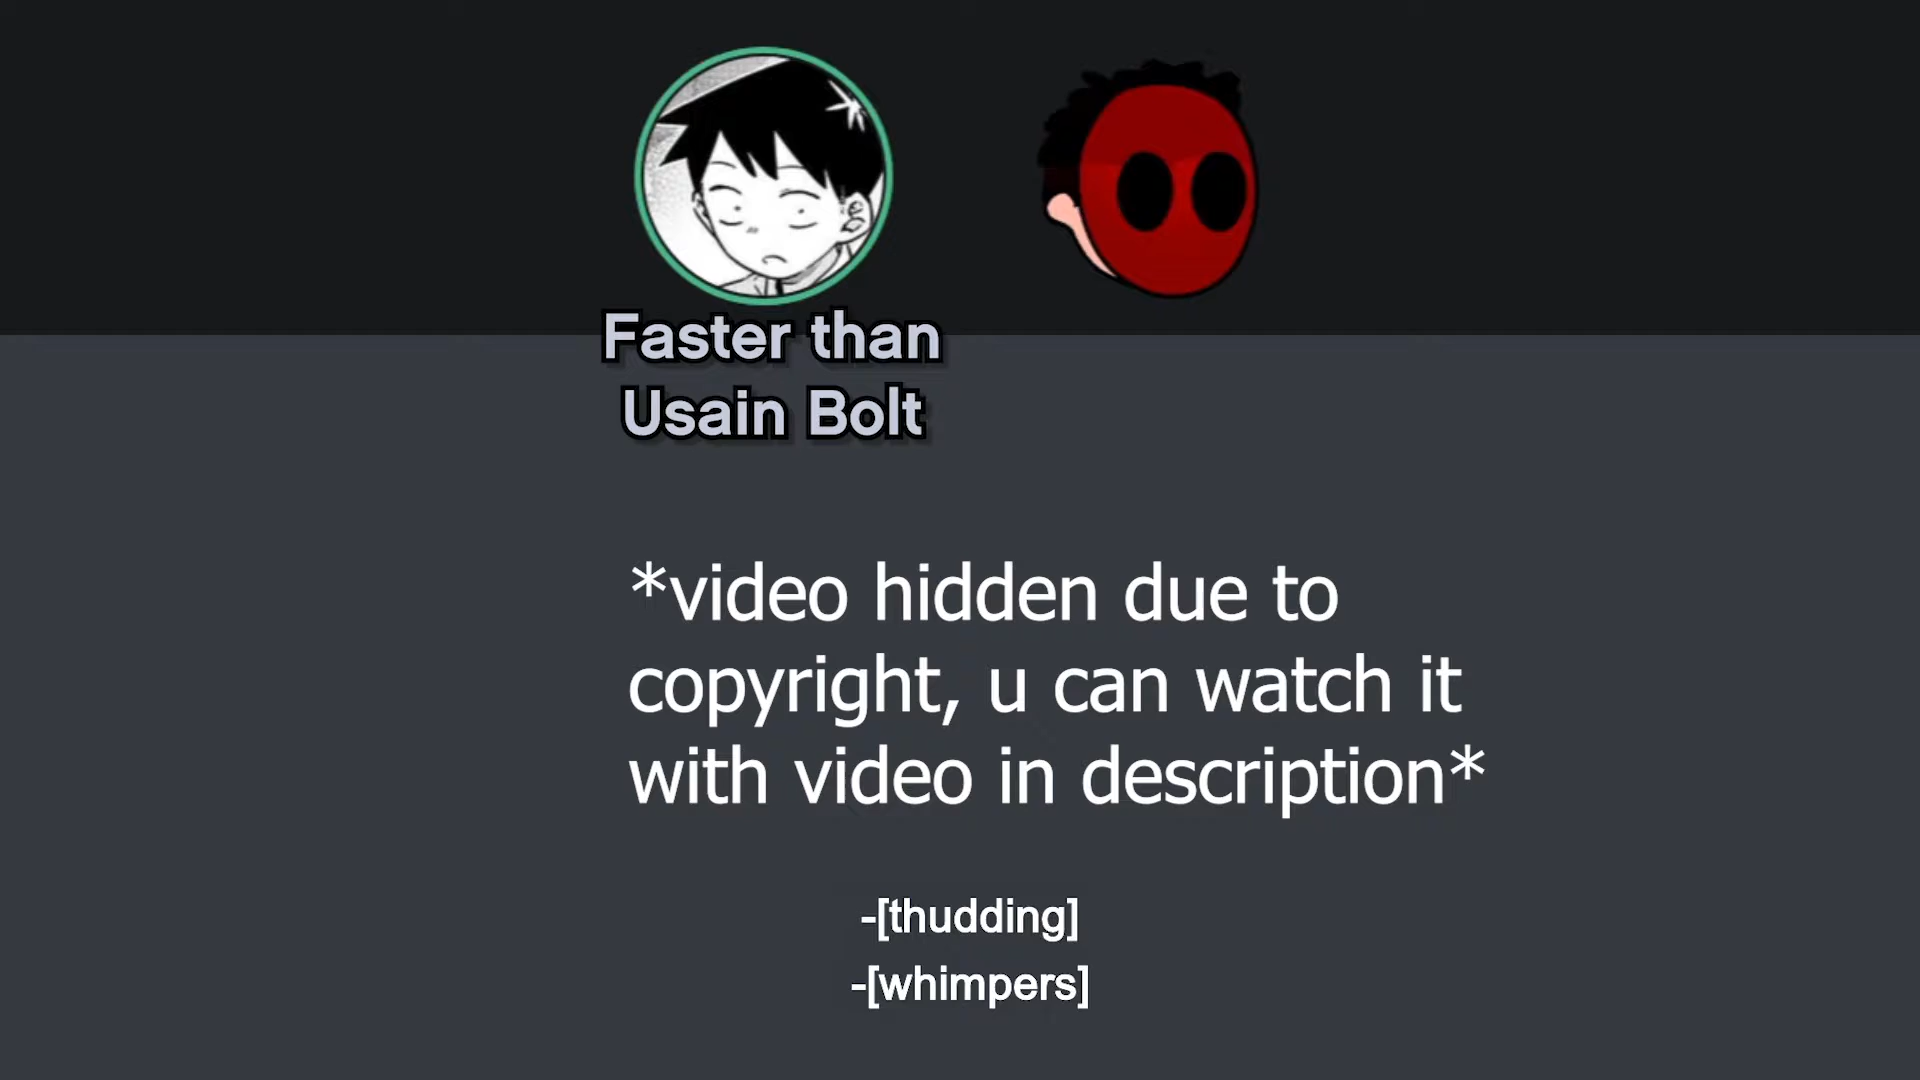 Faster than
Usain Bolt
*video hidden due to
copyright, u can watch it
with video in description*
-[thudding]
-[whimpers]